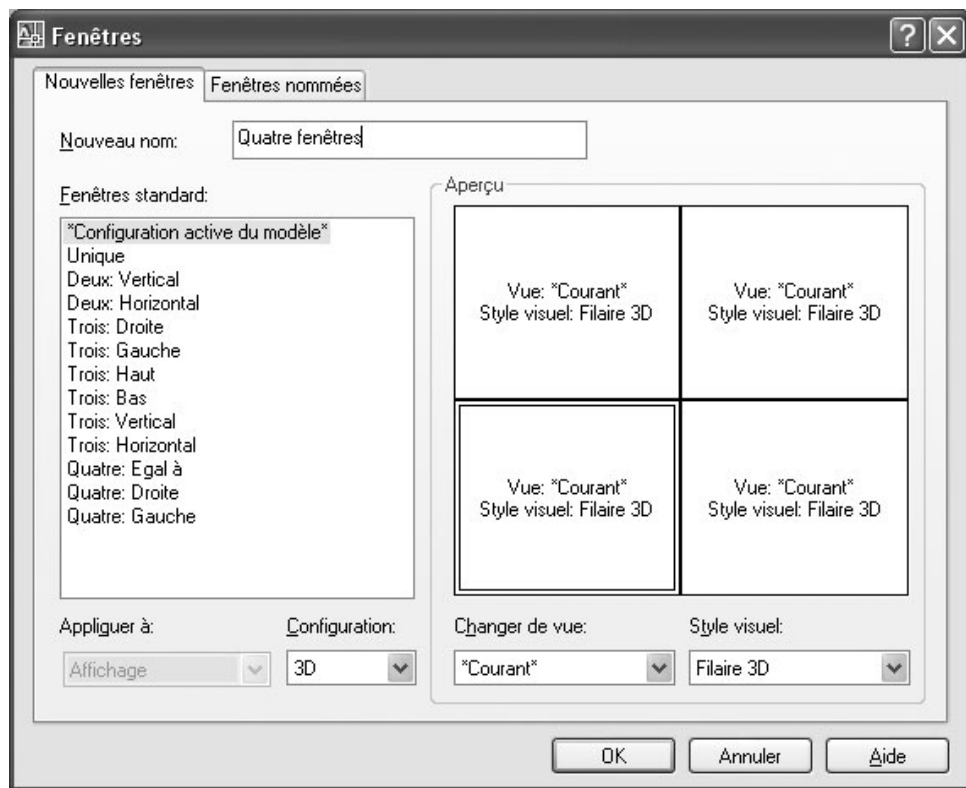 Fenêtres
Nouvelles fenêtres
Fenêtres nommées
Nouveau nom:
Quatre fenêtres
Fenêtres standard:
*Configuration active du modèle*
Unique
Deux: Vertical
Deux: Horizontal
Trois: Droite
Trois: Gauche
Trois: Haut
Trois: Bas
Trois: Vertical
Trois: Horizontal
Quatre: Egal à
Quatre: Droite
Quatre: Gauche
Appliquer à:
Affichage
Configuration:
3D
Aperçu
Vue: *Courant*
Style visuel: Filaire 3D
Vue: *Courant*
Style visuel: Filaire 3D
Vue: *Courant*
Style visuel: Filaire 3D
Vue: *Courant*
Style visuel: Filaire 3D
Changer de vue:
*Courant*
Style visuel:
Filaire 3D
OK
Annuler
Aide